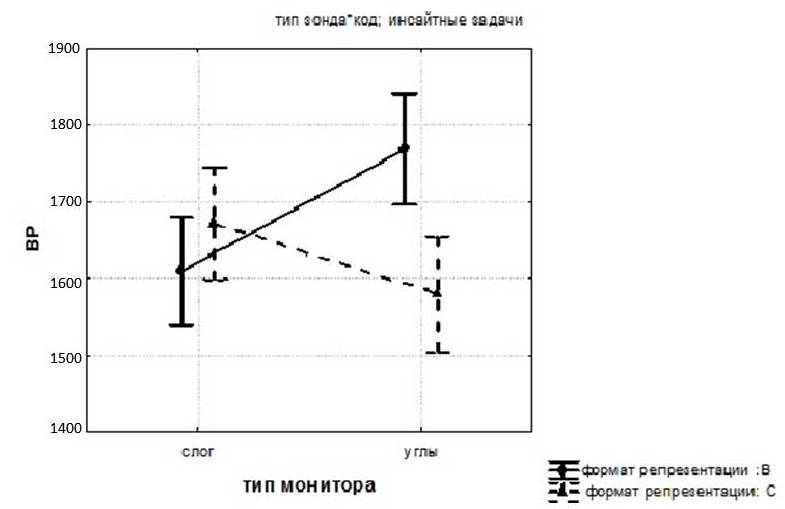 тип зонда*код; инсайтные задачи
1900
1800
1700
1600
1500
1400
ВР
слог
углы
тип монитора
формат репрезентации :В
формат репрезентации: С